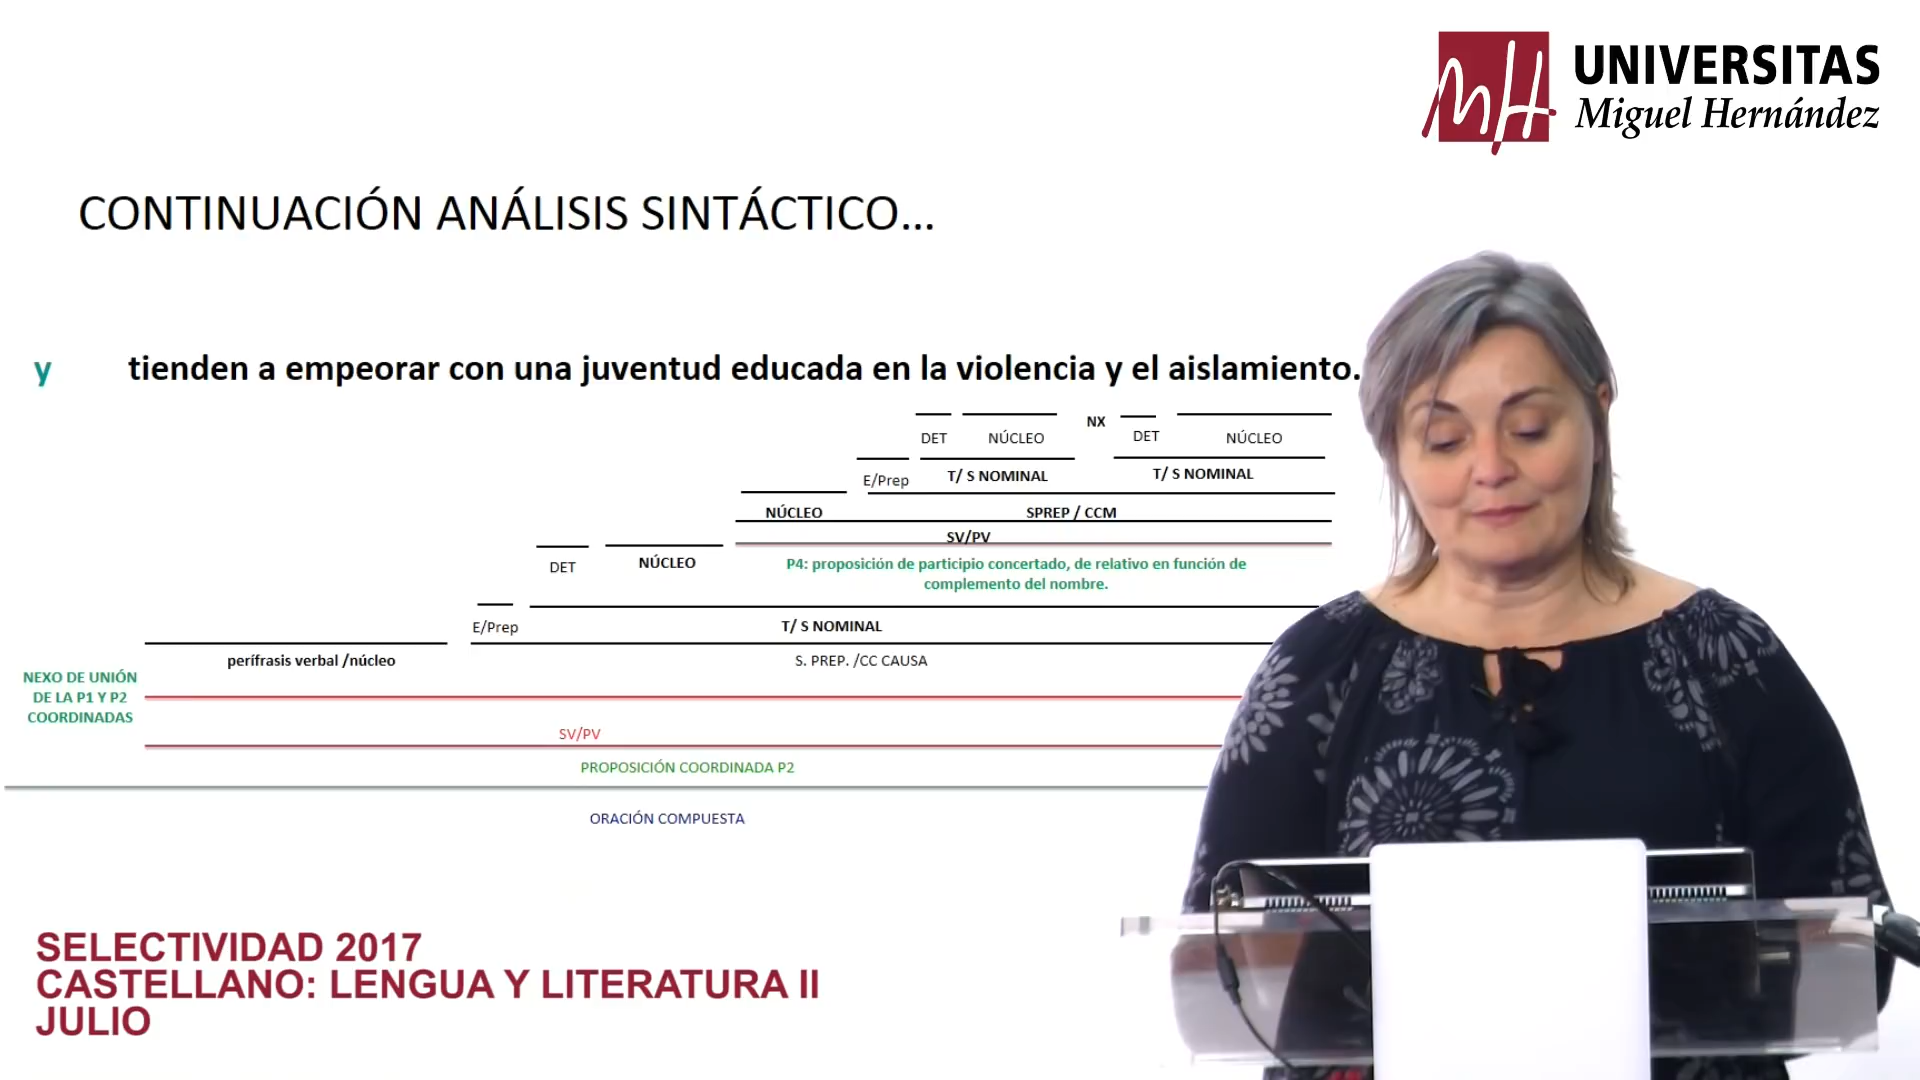 UNIVERSITAS
Miguel Hernández
CONTINUACIÓN ANÁLISIS SINTÁCTICO...
y tienden a empeorar con una juventud educada en la violencia y el aislamiento.
DET NÚCLEO NX DET NÚCLEO
E/Prep T/ S NOMINAL T/ S NOMINAL
NÚCLEO SPREP / CCM
SV/PV
DET NÚCLEO P4: proposición de participio concertado, de relativo en función de
complemento del nombre.
E/Prep T/ S NOMINAL
perífrasis verbal /núcleo S. PREP. /CC CAUSA
NEXO DE UNIÓN
DE LA P1 Y P2
COORDINADAS
SV/PV
PROPOSICIÓN COORDINADA P2
ORACIÓN COMPUESTA
SELECTIVIDAD 2017
CASTELLANO: LENGUA Y LITERATURA II
JULIO